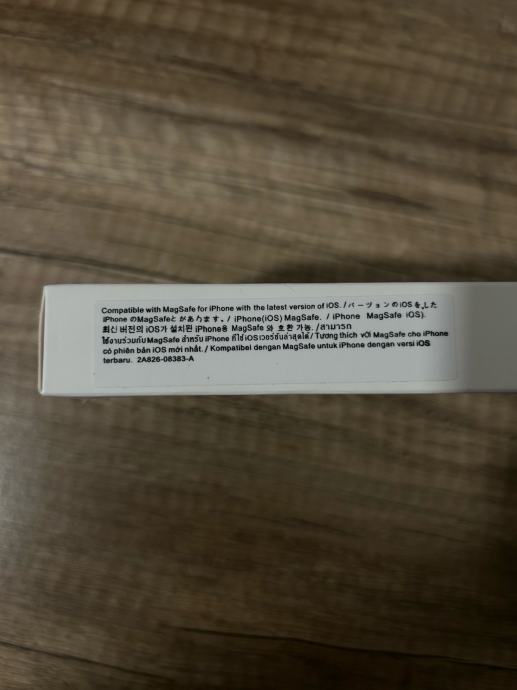 Compatible with MagSafe for iPhone with the latest version of iOS. / バージョンのiOSを,した
iPhone のMagSafeと があります。/ iPhone(iOS) MagSafe. / iPhone MagSafe iOS).
최신 버전의 iOS가 설치된 iPhone용 MagSafe 와 호환 가능. /สามารถ
ใช้งานร่วมกับMagSafe สำหรับ iPhone ที่ใช้ iOSเวอร์ชันล่าสุดได้/ Tương thích với MagSafe cho iPhone
có phiên bản iOS mới nhất. / Kompatibel dengan MagSafe untuk iPhone dengan versi iOS
terbaru. 2A826-08383-A